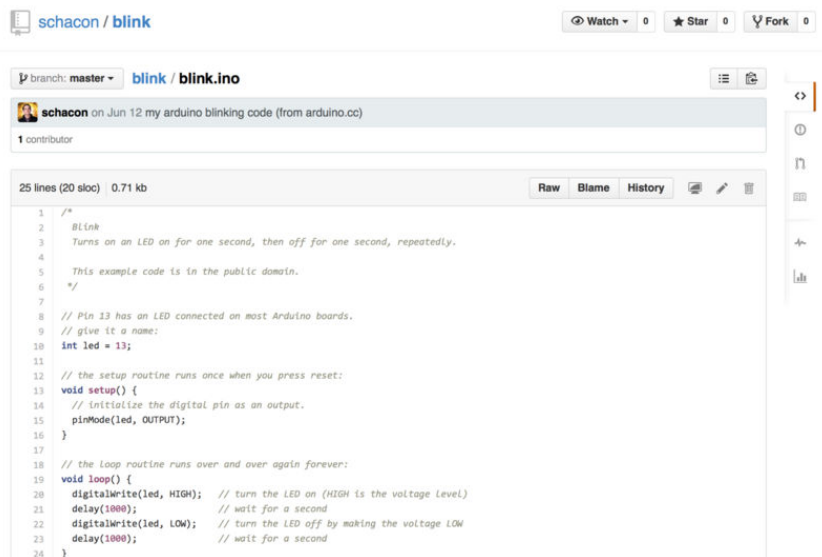 schacon / blink
Watch 0 Star 0 Fork 0
branch: master blink / blink.ino
schacon on Jun 12 my arduino blinking code (from arduino.cc)
1 contributor
25 lines (20 sloc) 0.71 kb Raw Blame History
1 /*
2 Blink
3 Turns on an LED on for one second, then off for one second, repeatedly.
4
5 This example code is in the public domain.
6 */
7
8 // Pin 13 has an LED connected on most Arduino boards.
9 // give it a name:
10 int led = 13;
11
12 // the setup routine runs once when you press reset:
13 void setup() {
14 // initialize the digital pin as an output.
15 pinMode(led, OUTPUT);
16 }
17
18 // the loop routine runs over and over again forever:
19 void loop() {
20 digitalWrite(led, HIGH); // turn the LED on (HIGH is the voltage level)
21 delay(1000); // wait for a second
22 digitalWrite(led, LOW); // turn the LED off by making the voltage LOW
23 delay(1000); // wait for a second
24 }